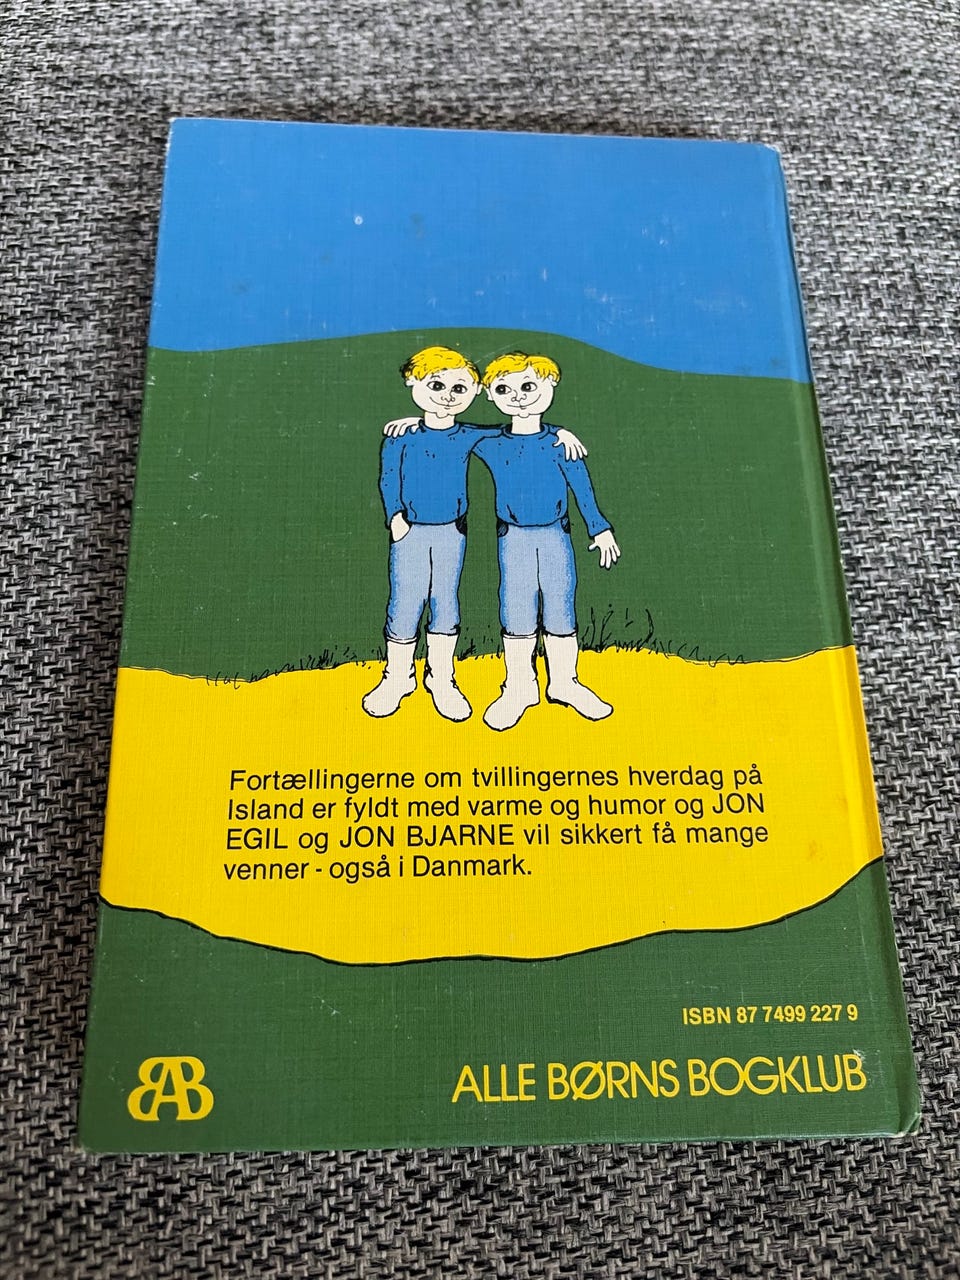 Fortællingerne om tvillingernes hverdag på
Island er fyldt med varme og humor og JON
EGIL og JON BJARNE vil sikkert få mange
venner - også i Danmark.
ISBN 87 7499 227 9
BAB
ALLE BØRNS BOGKLUB